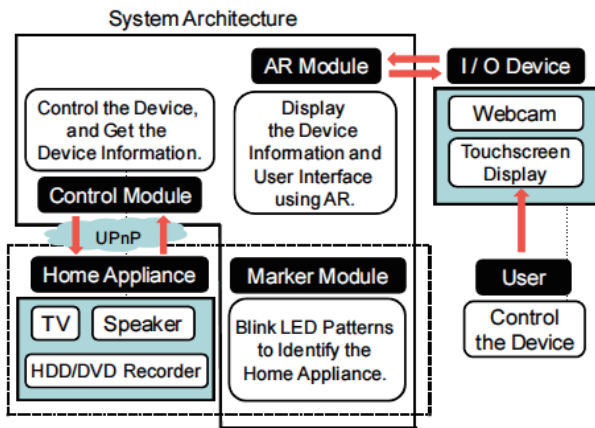 System Architecture
AR Module
I / O Device
Control the Device,
and Get the
Device Information.
Display
the Device
Information and
User Interface
using AR.
Webcam
Touchscreen
Display
Control Module
UPnP
Home Appliance
Marker Module
User
TV
Speaker
HDD/DVD Recorder
Blink LED Patterns
to Identify the
Home Appliance.
Control
the Device